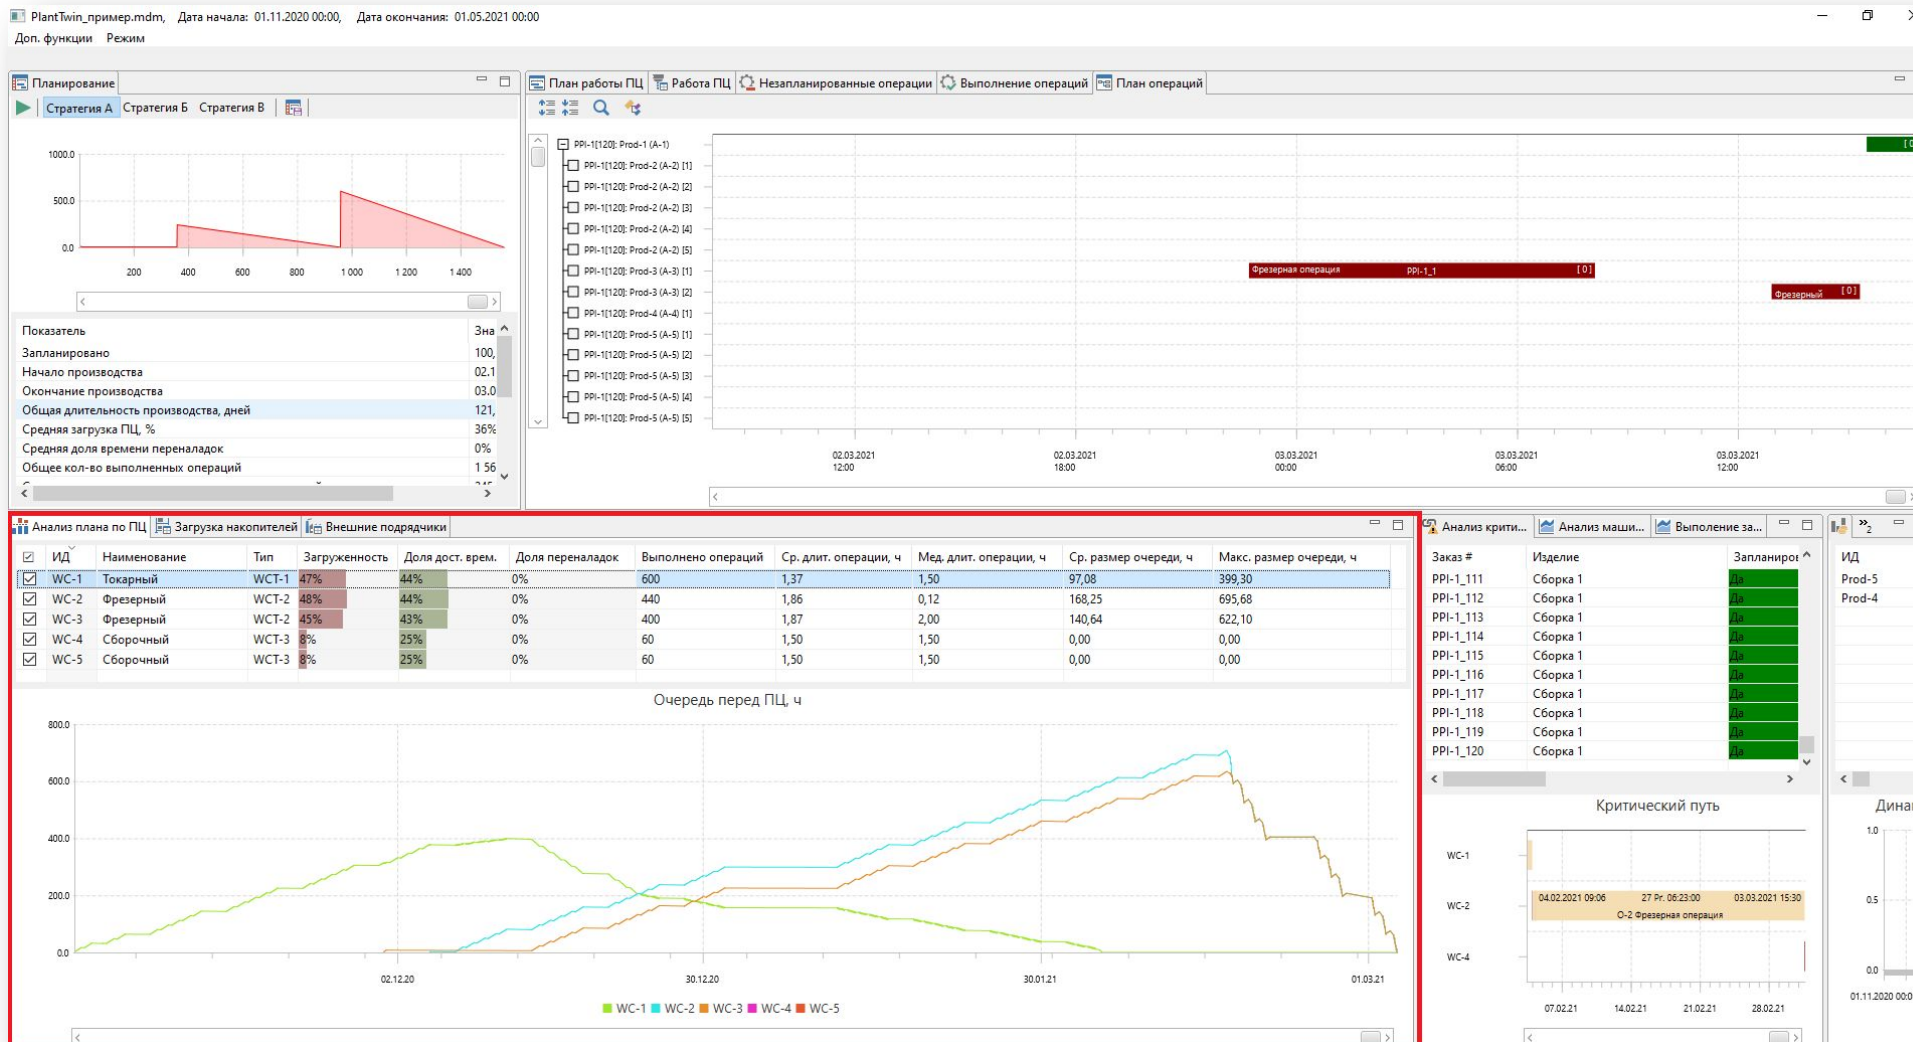 PlantTwin_пример.mdm, Дата начала: 01.11.2020 00:00, Дата окончания: 01.05.2021 00:00
Доп. функции Режим
Планирование
Стратегия А Стратегия Б Стратегия В
1000.0
500.0
0.0
200 400 600 800 1 000 1 200 1 400
Показатель Зна
Запланировано 100,
Начало производства 02.1
Окончание производства 03.0
Общая длительность производства, дней 121,
Средняя загрузка ПЦ, % 36%
Средняя доля времени переналадок 0%
Общее кол-во выполненных операций 1 56
План работы ПЦ Работа ПЦ Незапланированные операции Выполнение операций План операций
PPI-1[120]: Prod-1 (A-1)
PPI-1[120]: Prod-2 (A-2) [1]
PPI-1[120]: Prod-2 (A-2) [2]
PPI-1[120]: Prod-2 (A-2) [3]
PPI-1[120]: Prod-2 (A-2) [4]
PPI-1[120]: Prod-2 (A-2) [5]
PPI-1[120]: Prod-3 (A-3) [1]
PPI-1[120]: Prod-3 (A-3) [2]
PPI-1[120]: Prod-4 (A-4) [1]
PPI-1[120]: Prod-5 (A-5) [1]
PPI-1[120]: Prod-5 (A-5) [2]
PPI-1[120]: Prod-5 (A-5) [3]
PPI-1[120]: Prod-5 (A-5) [4]
PPI-1[120]: Prod-5 (A-5) [5]
Фрезерная операция PPI-1_1 [0]
Фрезерный [0]
02.03.2021 02.03.2021 03.03.2021 03.03.2021 03.03.2021
12:00 18:00 00:00 06:00 12:00
Анализ плана по ПЦ Загрузка накопителей Внешние подрядчики
ИД Наименование Тип Загруженность Доля дост. врем. Доля переналадок Выполнено операций Ср. длит. операции, ч Мед. длит. операции, ч Ср. размер очереди, ч Макс. размер очереди, ч
WC-1 Токарный WCT-1 47% 44% 0% 600 1,37 1,50 97,08 399,30
WC-2 Фрезерный WCT-2 48% 44% 0% 440 1,86 0,12 168,25 695,68
WC-3 Фрезерный WCT-2 45% 43% 0% 400 1,87 2,00 140,64 622,10
WC-4 Сборочный WCT-3 8% 25% 0% 60 1,50 1,50 0,00 0,00
WC-5 Сборочный WCT-3 8% 25% 0% 60 1,50 1,50 0,00 0,00
Очередь перед ПЦ, ч
800.0
600.0
400.0
200.0
0.0
02.12.20 30.12.20 30.01.21 01.03.21
WC-1 WC-2 WC-3 WC-4 WC-5
Анализ крити... Анализ маши... Выполение за...
Заказ # Изделие Запланиров
PPI-1_111 Сборка 1 Да
PPI-1_112 Сборка 1 Да
PPI-1_113 Сборка 1 Да
PPI-1_114 Сборка 1 Да
PPI-1_115 Сборка 1 Да
PPI-1_116 Сборка 1 Да
PPI-1_117 Сборка 1 Да
PPI-1_118 Сборка 1 Да
PPI-1_119 Сборка 1 Да
PPI-1_120 Сборка 1 Да
Критический путь
WC-1
WC-2
WC-4
04.02.2021 09:06 27 Рг. 06:23:00 03.03.2021 15:30
О-2 Фрезерная операция
07.02.21 14.02.21 21.02.21 28.02.21
»2
ИД
Prod-5
Prod-4
Дина
1.0
0.5
0.0
01.11.2020 00:0